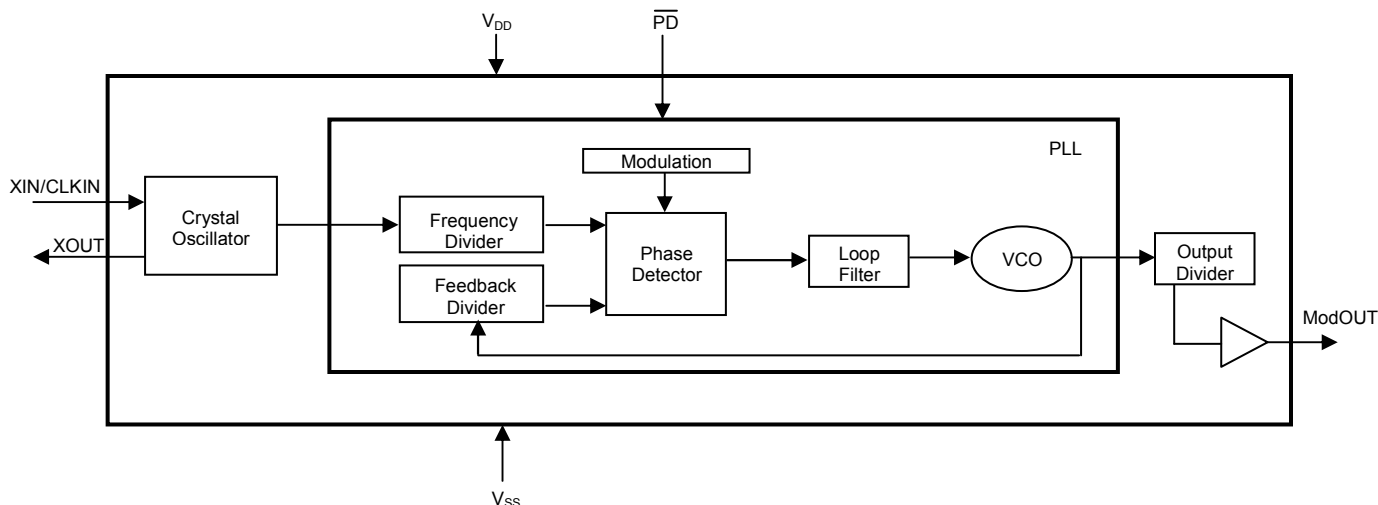 VDD
PD
PLL
Modulation
XIN/CLKIN
Crystal
Oscillator
XOUT
Frequency
Divider
Feedback
Divider
Phase
Detector
Loop
Filter
VCO
Output
Divider
ModOUT
VSS